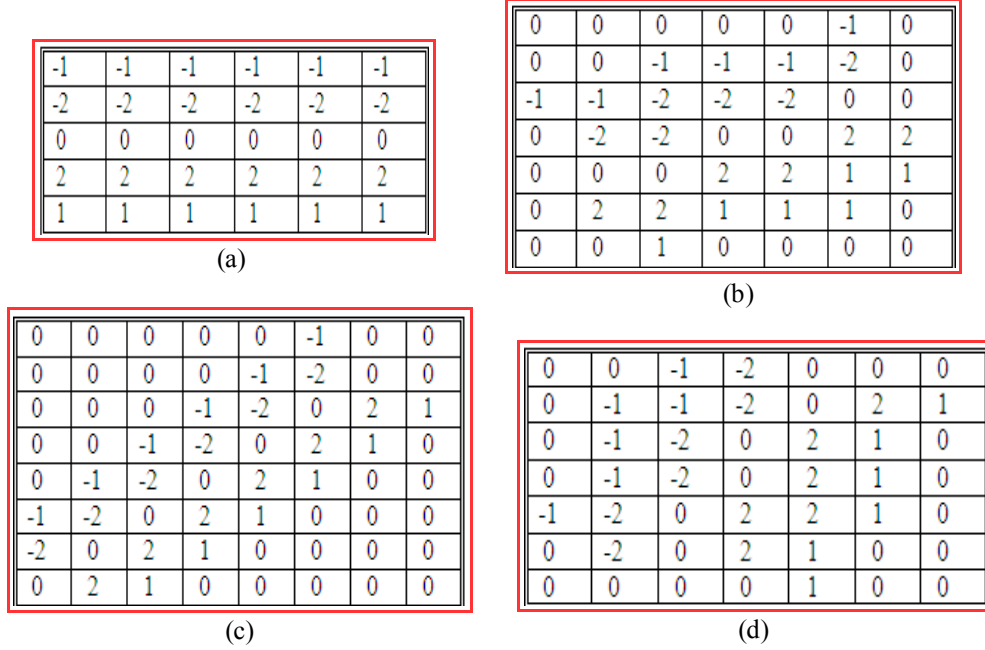 -1 -1 -1 -1 -1 -1
-2 -2 -2 -2 -2 -2
0 0 0 0 0 0
2 2 2 2 2 2
1 1 1 1 1 1
(a)
0 0 0 0 0 -1 0
0 0 -1 -1 -1 -2 0
-1 -1 -2 -2 -2 0 0
0 -2 -2 0 0 2 2
0 0 0 2 2 1 1
0 2 2 1 1 1 0
0 0 1 0 0 0 0
(b)
0 0 0 0 0 -1 0 0
0 0 0 0 -1 -2 0 0
0 0 0 -1 -2 0 2 1
0 0 -1 -2 0 2 1 0
0 -1 -2 0 2 1 0 0
-1 -2 0 2 1 0 0 0
-2 0 2 1 0 0 0 0
0 2 1 0 0 0 0 0
(c)
0 0 -1 -2 0 0 0
0 -1 -1 -2 0 2 1
0 -1 -2 0 2 1 0
0 -1 -2 0 2 1 0
-1 -2 0 2 2 1 0
0 -2 0 2 1 0 0
0 0 0 0 1 0 0
(d)